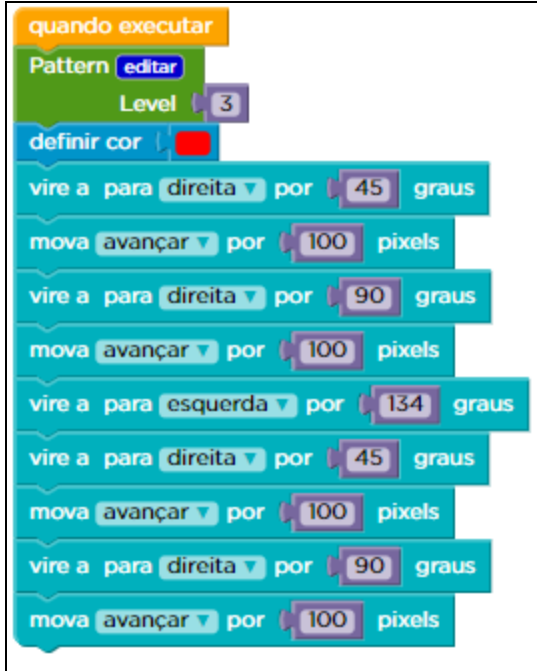 quando executar
Pattern editar
Level 3
definir cor
vire a para direita por 45 graus
mova avançar por 100 pixels
vire a para direita por 90 graus
mova avançar por 100 pixels
vire a para esquerda por 134 graus
vire a para direita por 45 graus
mova avançar por 100 pixels
vire a para direita por 90 graus
mova avançar por 100 pixels